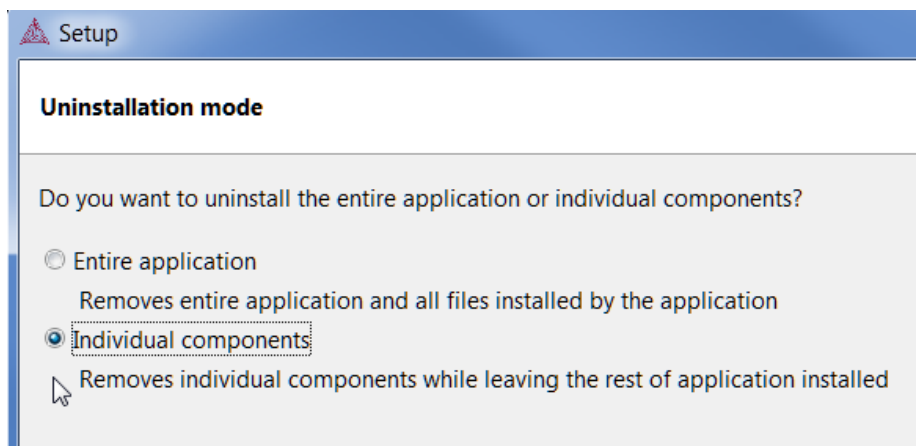 Setup
Uninstallation mode
Do you want to uninstall the entire application or individual components?
Entire application
Removes entire application and all files installed by the application
Individual components
Removes individual components while leaving the rest of application installed